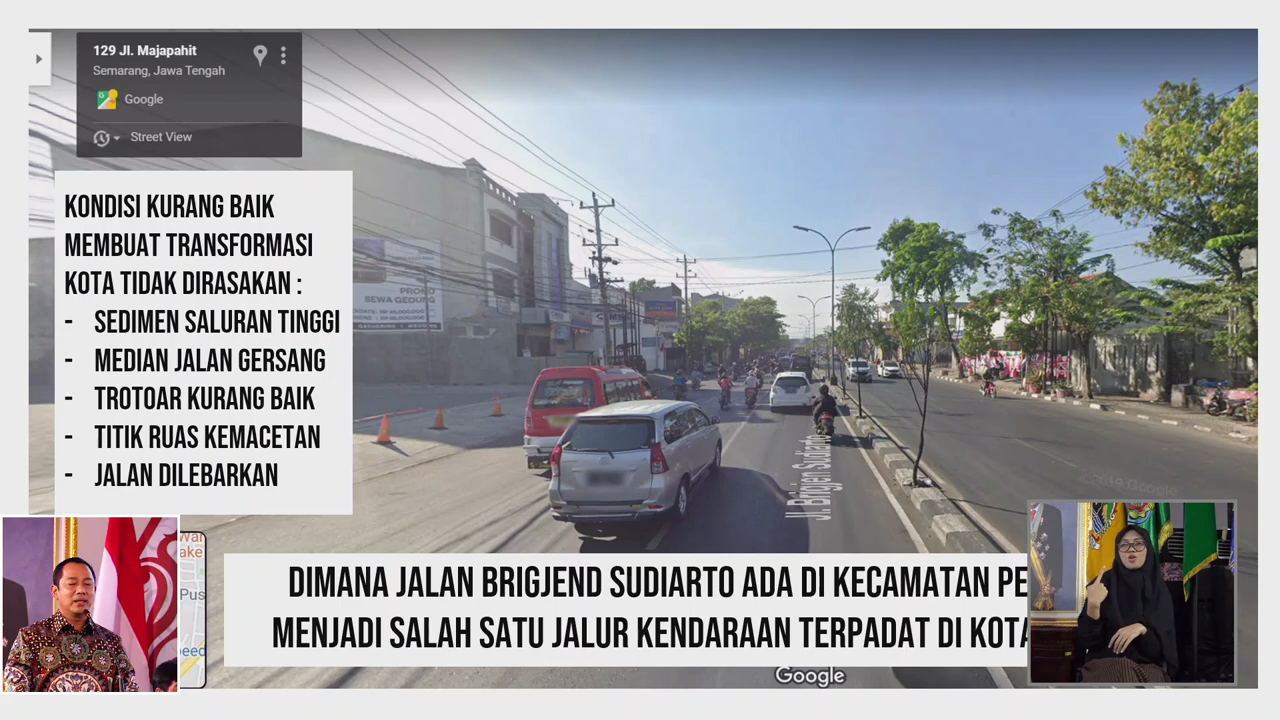 129 Jl. Majapahit
Semarang, Jawa Tengah
Google
Street View
KONDISI KURANG BAIK
MEMBUAT TRANSFORMASI
KOTA TIDAK DIRASAKAN :
- SEDIMEN SALURAN TINGGI
- MEDIAN JALAN GERSANG
- TROTOAR KURANG BAIK
- TITIK RUAS KEMACETAN
- JALAN DILEBARKAN
PROMO
SEWA GEDUNG
Jl. Brigjen Sudiarto
©2019 Google
DIMANA JALAN BRIGJEND SUDIARTO ADA DI KECAMATAN PE
MENJADI SALAH SATU JALUR KENDARAAN TERPADAT DI KOTA
Google